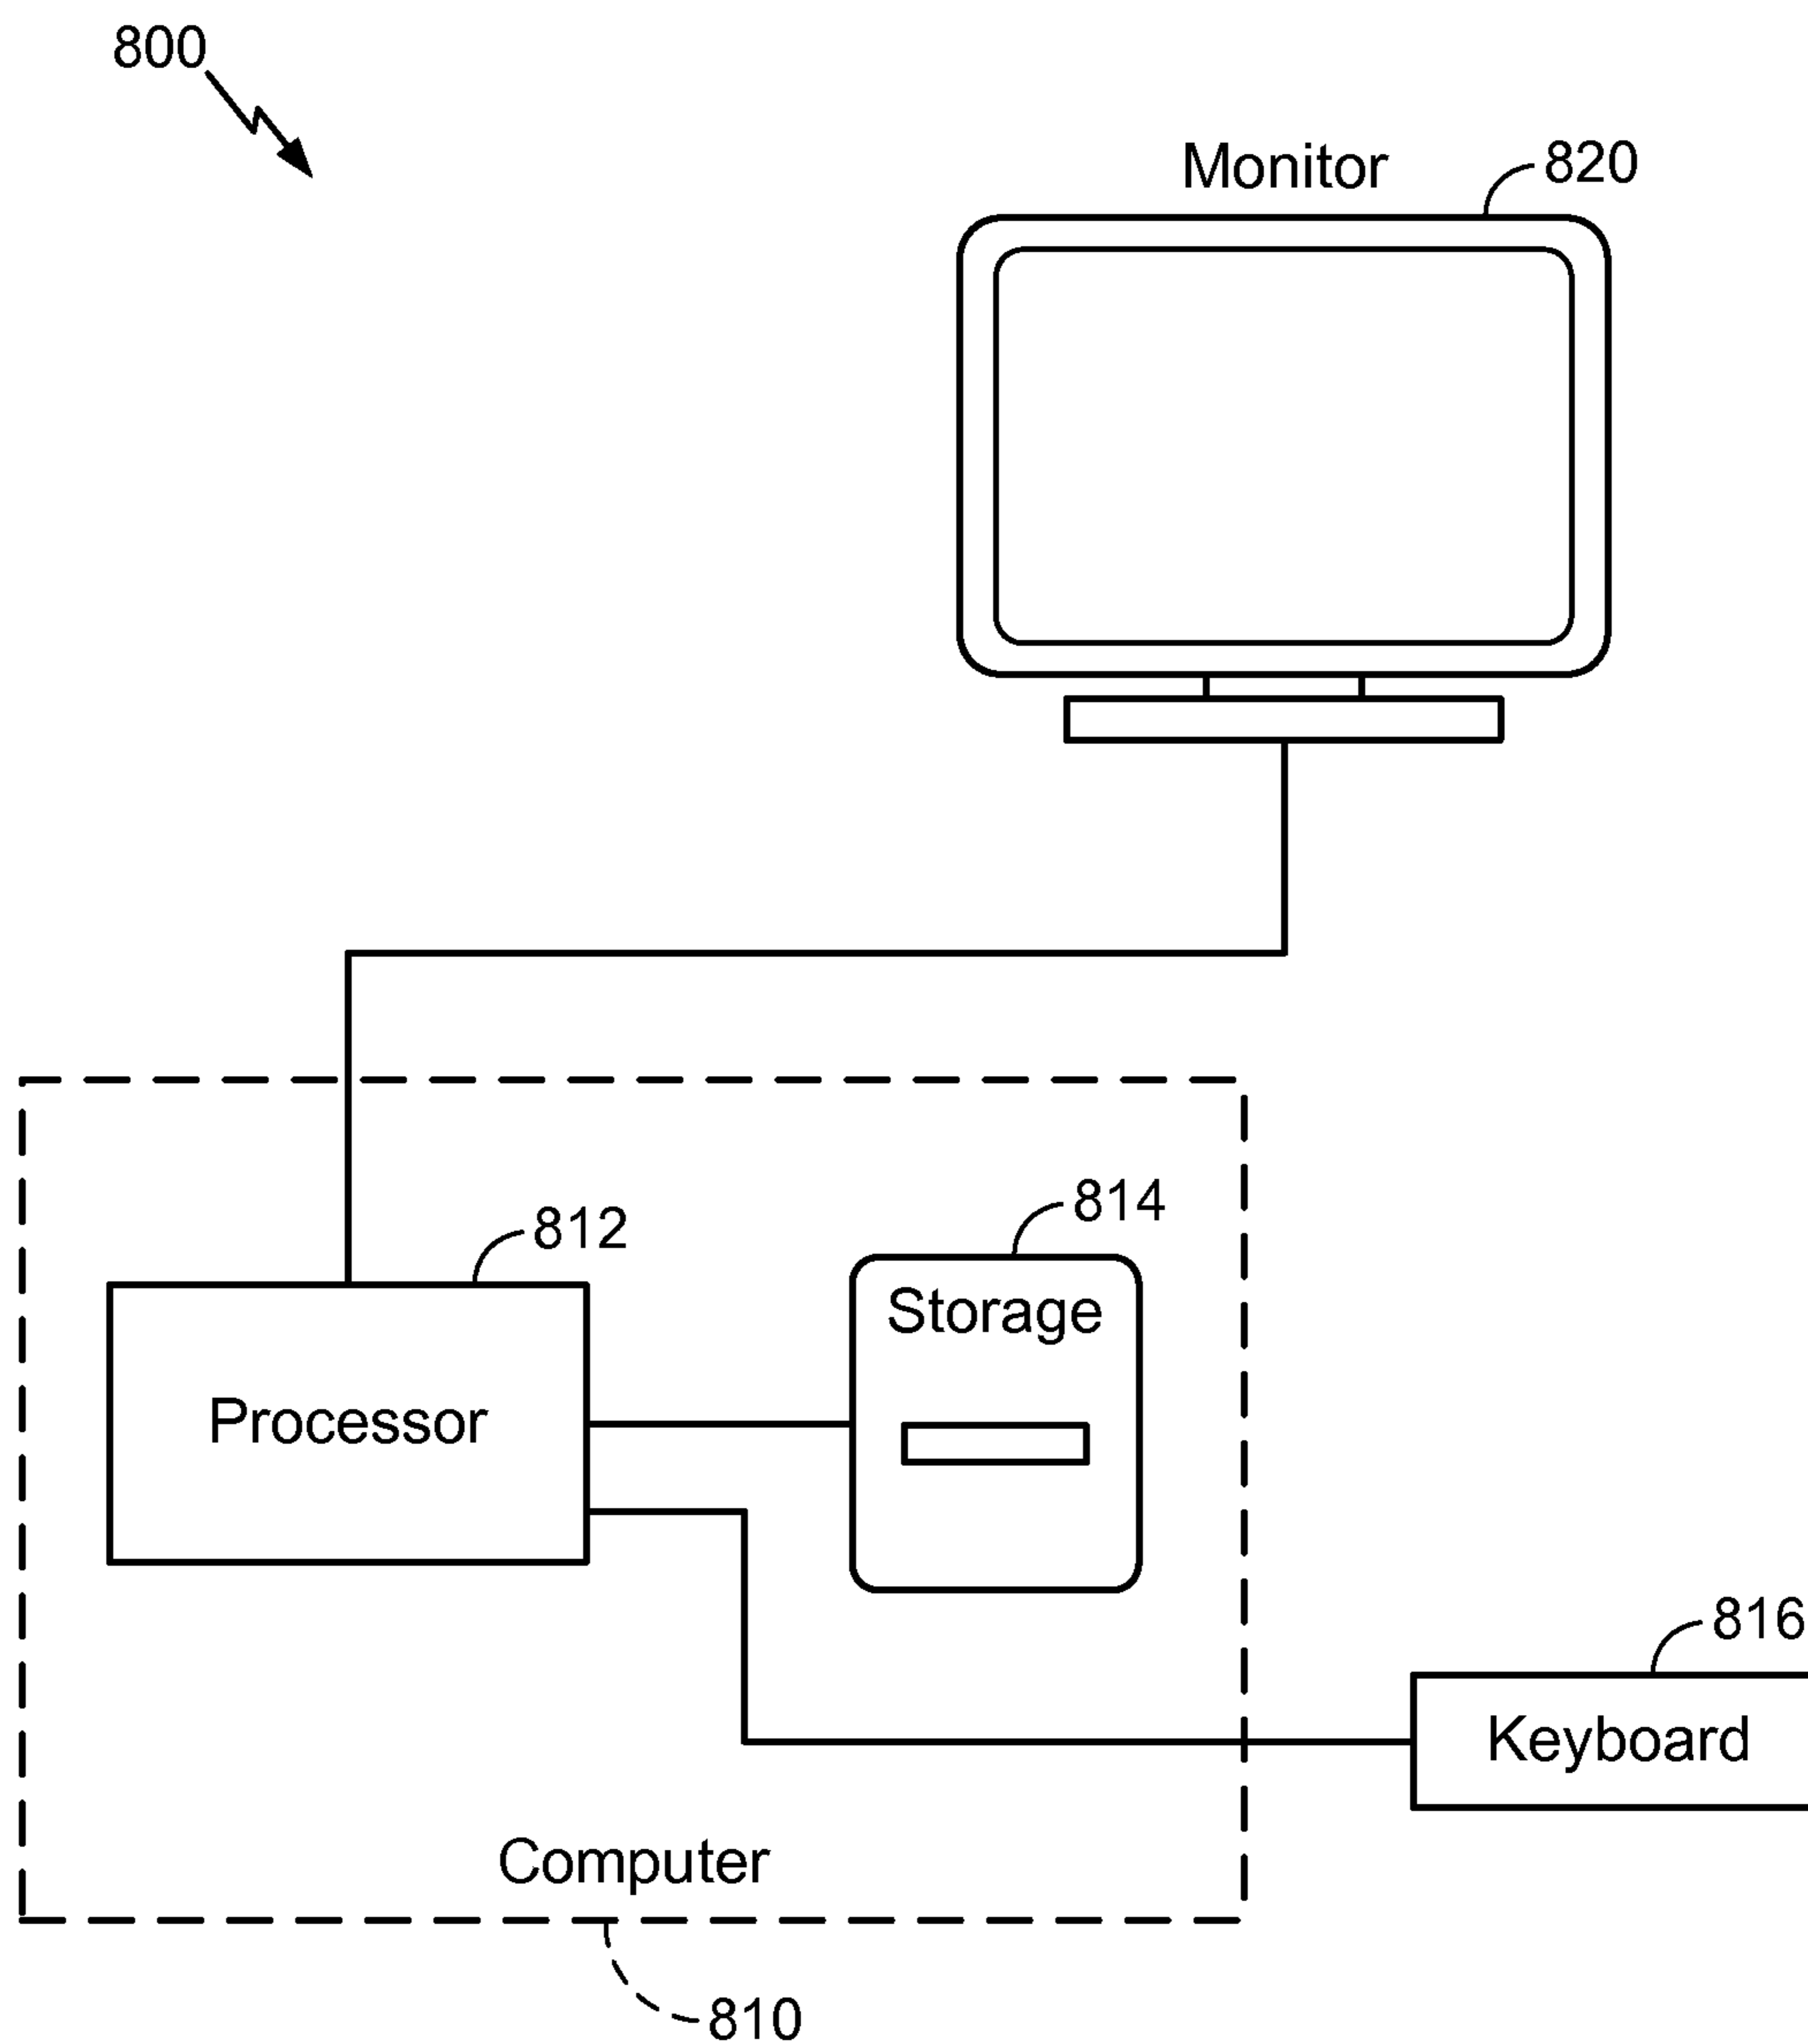 800
Monitor
820
812
814
Storage
Processor
816
Keyboard
Computer
810